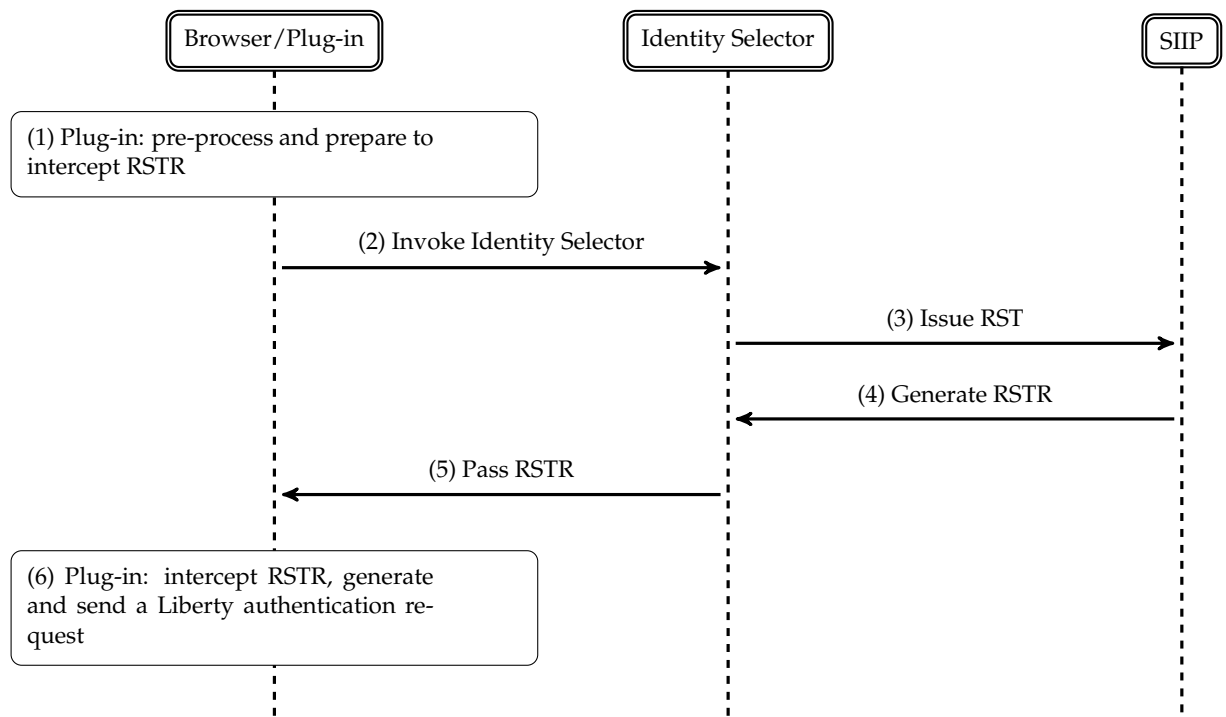 Browser/Plug-in
Identity Selector
SIIP
(1) Plug-in: pre-process and prepare to
intercept RSTR
(2) Invoke Identity Selector
(3) Issue RST
(4) Generate RSTR
(5) Pass RSTR
(6) Plug-in: intercept RSTR, generate
and send a Liberty authentication re-
quest